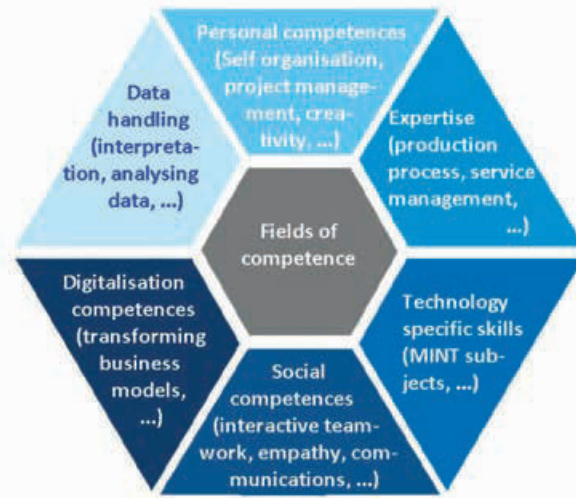 Personal competences
(Self organisation,
project manage-
ment, crea-
tivity, ...)
Expertise
(production
process, service
management,
...)
Technology
specific skills
(MINT sub-
jects, ...)
Social
competences
(interactive team-
work, empathy, com-
munications, ...)
Digitalisation
competences
(transforming
business
models,
...)
Data
handling
(interpreta-
tion, analysing
data, ...)
Fields of
competence